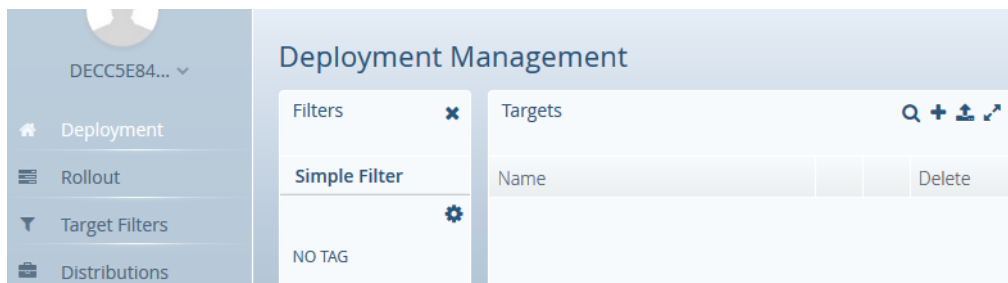 DECC5E84...
Deployment
Rollout
Target Filters
Distributions
Deployment Management
Filters
Simple Filter
NO TAG
Targets
Name
Delete